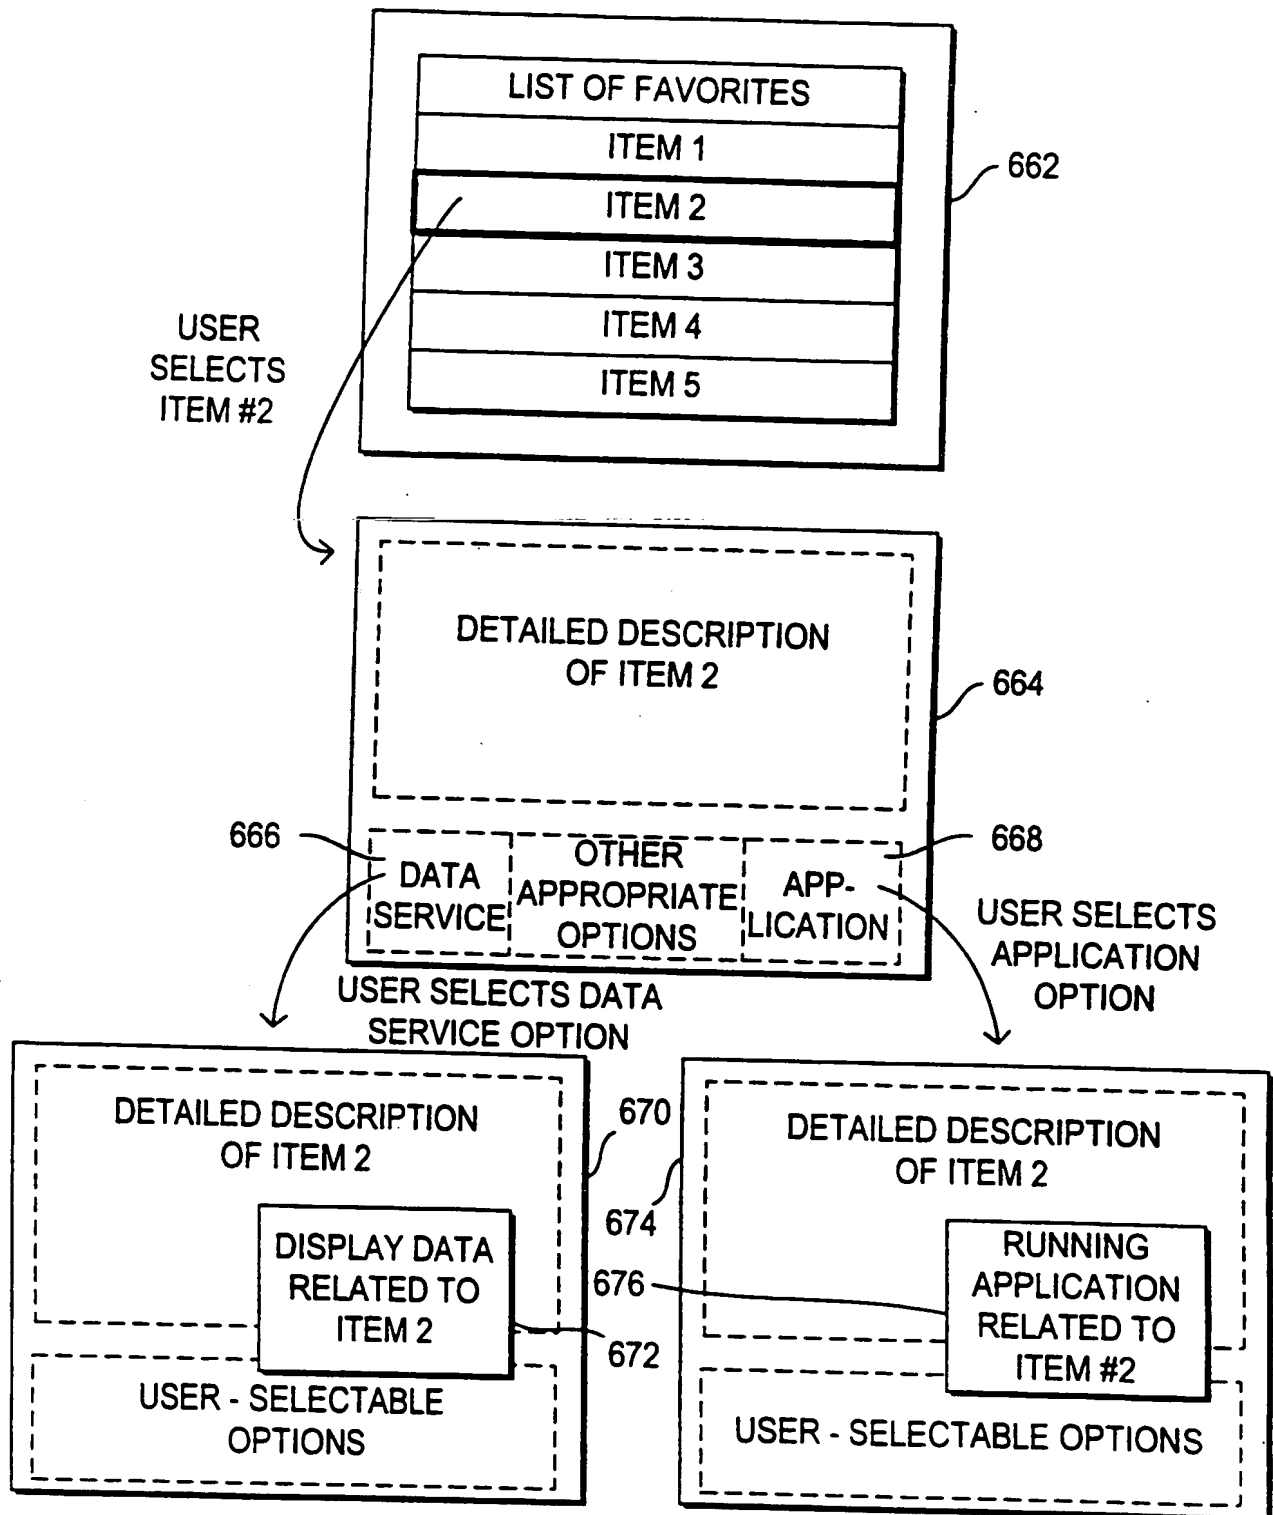 LIST OF FAVORITES
ITEM 1
662
ITEM 2
ITEM 3
ITEM 4
ITEM 5
USER
SELECTS
ITEM #2
DETAILED DESCRIPTION
OF ITEM 2
664
666
668
DATA
SERVICE
OTHER
APPROPRIATE
OPTIONS
APP-
LICATION
USER SELECTS
APPLICATION
OPTION
USER SELECTS DATA
SERVICE OPTION
DETAILED DESCRIPTION
OF ITEM 2
670
DISPLAY DATA
RELATED TO
ITEM 2
672
USER - SELECTABLE
OPTIONS
DETAILED DESCRIPTION
OF ITEM 2
674
676
RUNNING
APPLICATION
RELATED TO
ITEM #2
USER - SELECTABLE OPTIONS